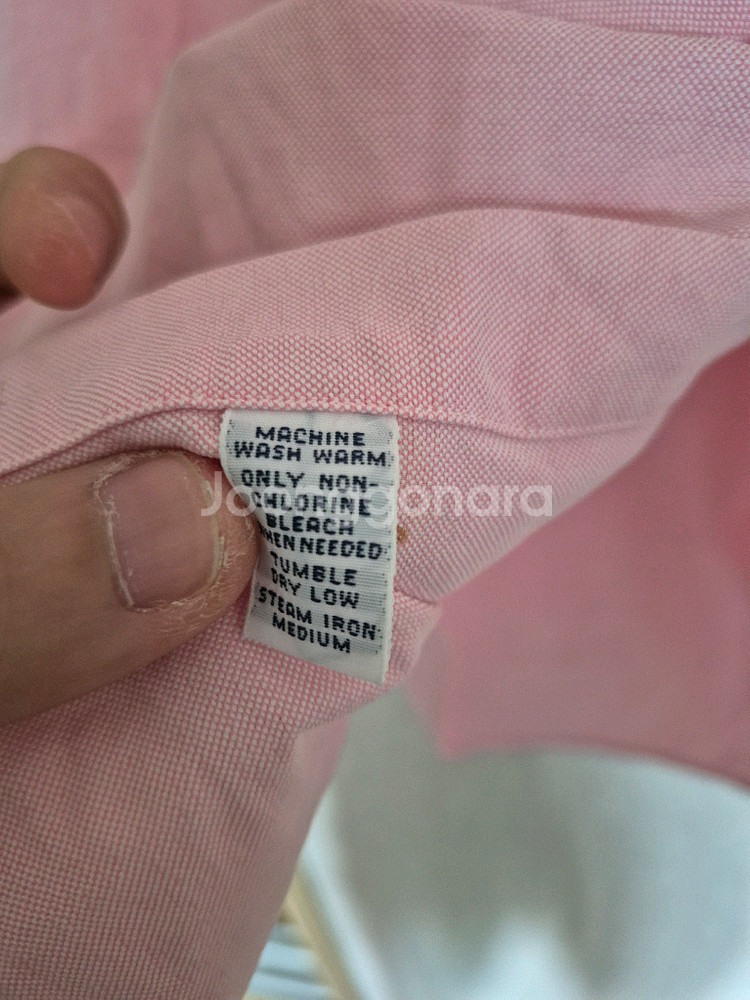 MACHINE
WASH WARM
ONLY NON-
CHLORINE
BLEACH
WHEN NEEDED
TUMBLE
DRY LOW
STEAM IRON
MEDIUM